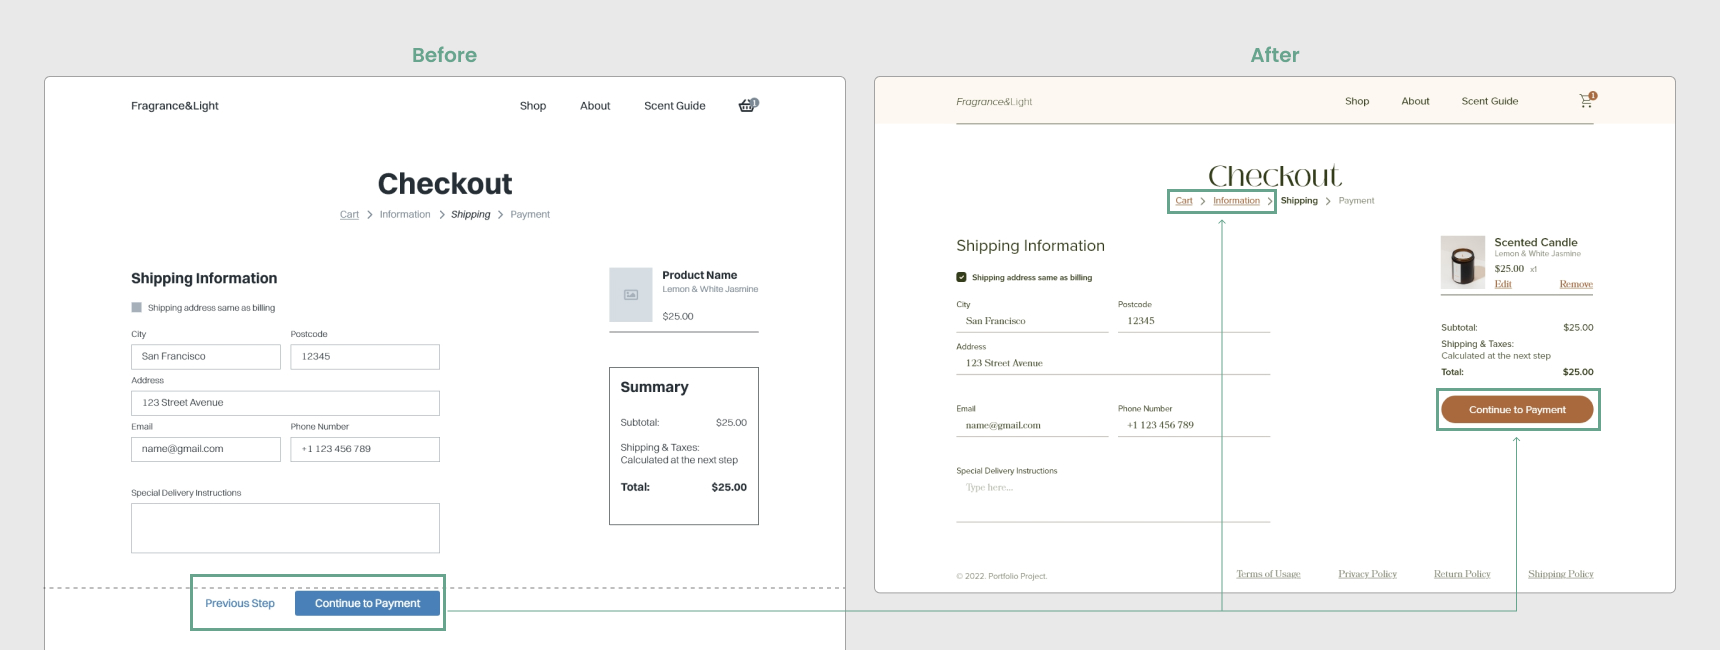 Before
Fragrance&Light
Shop
About
Scent Guide
1
Checkout
Cart > Information > Shipping > Payment
Shipping Information
Shipping address same as billing
City
Postcode
San Francisco
12345
Address
123 Street Avenue
Email
Phone Number
name@gmail.com
+1 123 456 789
Special Delivery Instructions
Product Name
Lemon & White Jasmine
$25.00
Summary
Subtotal: $25.00
Shipping & Taxes:
Calculated at the next step
Total: $25.00
Previous Step
Continue to Payment
After
Fragrance&Light
Shop
About
Scent Guide
1
Checkout
Cart > Information > Shipping > Payment
Shipping Information
Shipping address same as billing
City
Postcode
San Francisco
12345
Address
123 Street Avenue
Email
Phone Number
name@gmail.com
+1 123 456 789
Special Delivery Instructions
Type here...
Scented Candle
Lemon & White Jasmine
$25.00 x1
Edit
Remove
Subtotal: $25.00
Shipping & Taxes:
Calculated at the next step
Total: $25.00
Continue to Payment
© 2022. Portfolio Project.
Terms of Usage
Privacy Policy
Return Policy
Shipping Policy